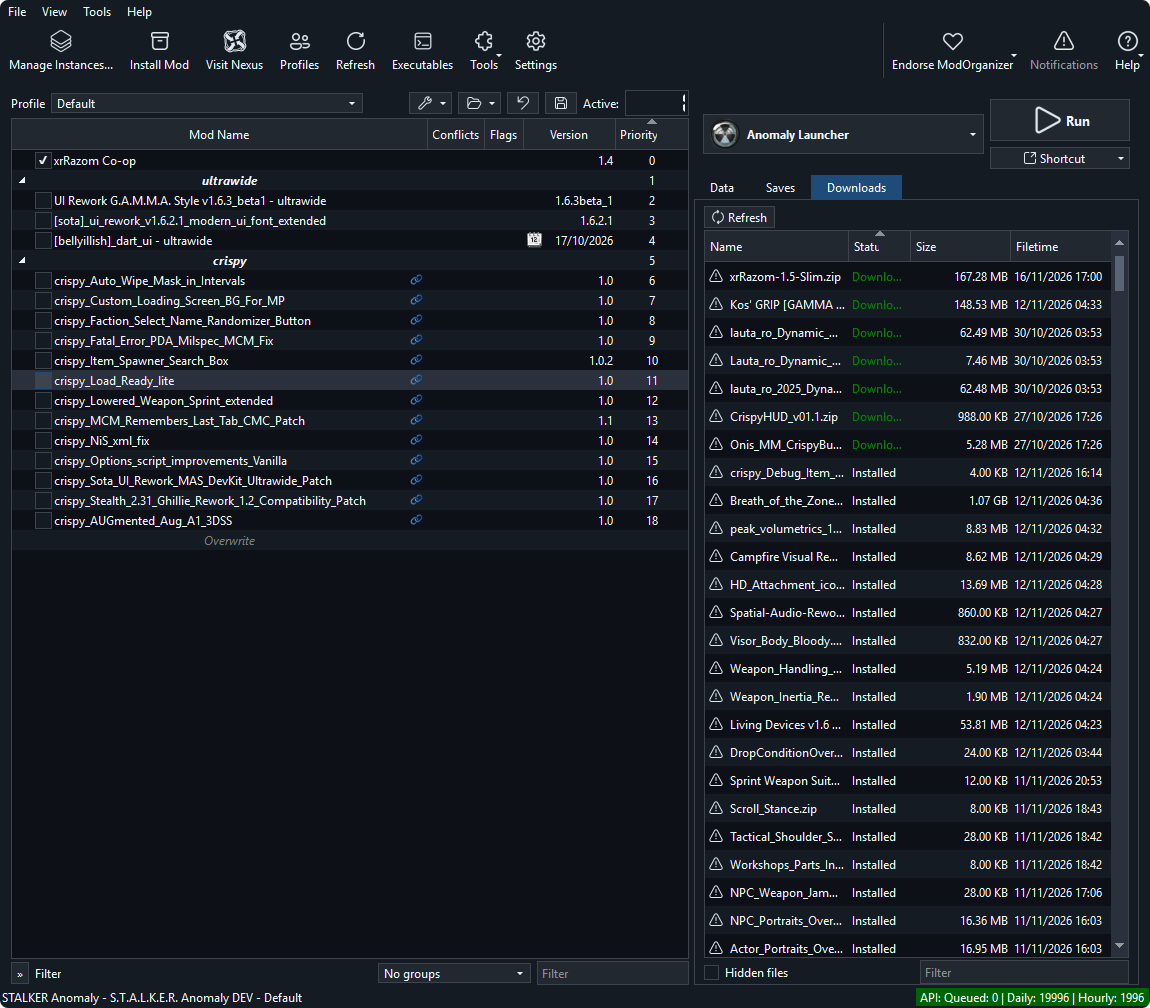 File View Tools Help
Manage Instances... Install Mod Visit Nexus Profiles Refresh Executables Tools Settings Endorse ModOrganizer Notifications Help
Profile Default Active:
Mod Name Conflicts Flags Version Priority
xrRazom Co-op 1.4 0
ultrawide 1
UI Rework G.A.M.M.A. Style v1.6.3_beta1 - ultrawide 1.6.3beta_1 2
[sota]_ui_rework_v1.6.2.1_modern_ui_font_extended 1.6.2.1 3
[bellyillish]_dart_ui - ultrawide 12 17/10/2026 4
crispy 5
crispy_Auto_Wipe_Mask_in_Intervals 1.0 6
crispy_Custom_Loading_Screen_BG_For_MP 1.0 7
crispy_Faction_Select_Name_Randomizer_Button 1.0 8
crispy_Fatal_Error_PDA_Milspec_MCM_Fix 1.0 9
crispy_Item_Spawner_Search_Box 1.0.2 10
crispy_Load_Ready_lite 1.0 11
crispy_Lowered_Weapon_Sprint_extended 1.0 12
crispy_MCM_Remembers_Last_Tab_CMC_Patch 1.1 13
crispy_NiS_xml_fix 1.0 14
crispy_Options_script_improvements_Vanilla 1.0 15
crispy_Sota_UI_Rework_MAS_DevKit_Ultrawide_Patch 1.0 16
crispy_Stealth_2.31_Ghillie_Rework_1.2_Compatibility_Patch 1.0 17
crispy_AUGmented_Aug_A1_3DSS 1.0 18
Overwrite
» Filter No groups Filter
Anomaly Launcher Run
Shortcut
Data Saves Downloads
Refresh
Name Statu Size Filetime
xrRazom-1.5-Slim.zip Downlo... 167.28 MB 16/11/2026 17:00
Kos' GRIP [GAMMA ... Downlo... 148.53 MB 12/11/2026 04:33
lauta_ro_Dynamic_... Downlo... 62.49 MB 30/10/2026 03:53
Lauta_ro_Dynamic_... Downlo... 7.46 MB 30/10/2026 03:53
lauta_ro_2025_Dyna... Downlo... 62.48 MB 30/10/2026 03:53
CrispyHUD_v01.1.zip Downlo... 988.00 KB 27/10/2026 17:26
Onis_MM_CrispyBu... Downlo... 5.28 MB 27/10/2026 17:26
crispy_Debug_Item_... Installed 4.00 KB 12/11/2026 16:14
Breath_of_the_Zone... Installed 1.07 GB 12/11/2026 04:36
peak_volumetrics_1... Installed 8.83 MB 12/11/2026 04:32
Campfire Visual Re... Installed 8.62 MB 12/11/2026 04:29
HD_Attachment_ico... Installed 13.69 MB 12/11/2026 04:28
Spatial-Audio-Rewo... Installed 860.00 KB 12/11/2026 04:27
Visor_Body_Bloody.... Installed 832.00 KB 12/11/2026 04:27
Weapon_Handling_... Installed 5.19 MB 12/11/2026 04:24
Weapon_Inertia_Re... Installed 1.90 MB 12/11/2026 04:24
Living Devices v1.6 ... Installed 53.81 MB 12/11/2026 04:23
DropConditionOver... Installed 24.00 KB 12/11/2026 03:44
Sprint Weapon Suit... Installed 12.00 KB 11/11/2026 20:53
Scroll_Stance.zip Installed 8.00 KB 11/11/2026 18:43
Tactical_Shoulder_S... Installed 28.00 KB 11/11/2026 18:42
Workshops_Parts_In... Installed 8.00 KB 11/11/2026 18:42
NPC_Weapon_Jam... Installed 28.00 KB 11/11/2026 17:06
NPC_Portraits_Over... Installed 16.36 MB 11/11/2026 16:03
Actor_Portraits_Ove... Installed 16.95 MB 11/11/2026 16:03
Hidden files Filter
STALKER Anomaly - S.T.A.L.K.E.R. Anomaly DEV - Default API: Queued: 0 | Daily: 19996 | Hourly: 1996